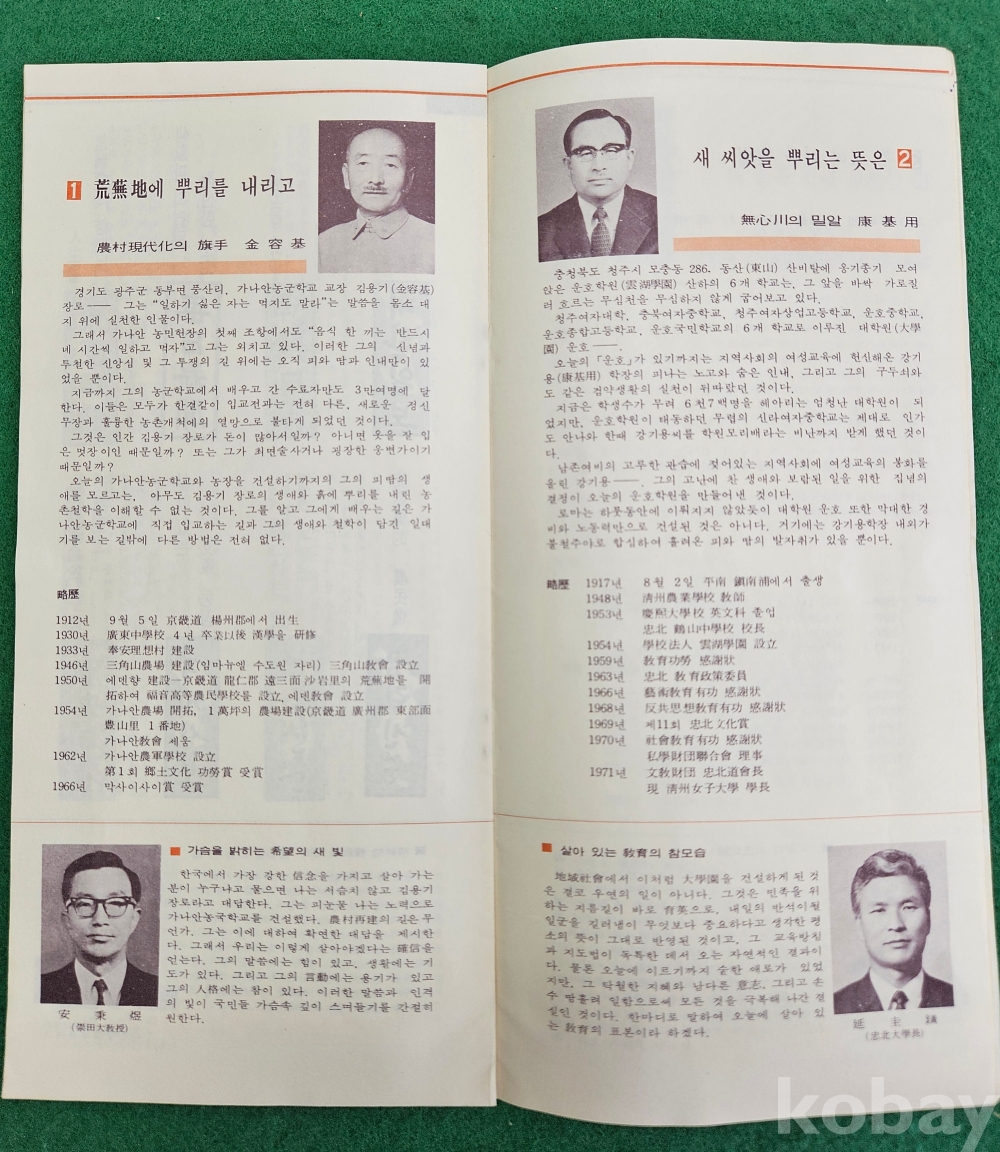 1 荒蕪地에 뿌리를 내리고
農村現代化의 旗手 金容基
경기도 광주군 동부면 풍산리, 가나안농군학교 교장 김용기(金容基)
장로── 그는 “일하기 싫은 자는 먹지도 말라”는 말씀을 몸소 대
지 위에 실천한 인물이다.
그래서 가나안 농민헌장의 첫째 조항에서도 “음식 한 끼는 반드시
네 시간씩 일하고 먹자”고 그는 외치고 있다. 이러한 그의 신념과
투철한 신앙심 및 그 투쟁의 길 위에는 오직 피와 땀과 인내만이 있
었을 뿐이다.
지금까지 그의 농군학교에서 배우고 간 수료자만도 3만여명에 달
한다. 이들은 모두가 한결같이 입교전과는 전혀 다른, 새로운 정신
무장과 훌륭한 농촌개척에의 열망으로 불타게 되었던 것이다.
그것은 인간 김용기 장로가 돈이 많아서일까? 아니면 옷을 잘 입
은 멋장이인 때문일까? 또는 그가 최면술사거나 굉장한 웅변가이기
때문일까?
오늘의 가나안농군학교와 농장을 건설하기까지의 그의 피땀의 생
애를 모르고는, 아무도 김용기 장로의 생애와 흙에 뿌리를 내린 농
촌철학을 이해할 수 없는 것이다. 그를 알고 그에게 배우는 길은 가
나안농군학교에 직접 입교하는 길과 그의 생애와 철학이 담긴 일대
기를 보는 길밖에 다른 방법은 전혀 없다.
略歷
1912년 9월 5일 京畿道 楊州郡에서 出生
1930년 廣東中學校 4년 卒業以後 漢學을 硏修
1933년 奉安理想村 建設
1946년 三角山農場 建設(임마뉴엘 수도원 자리) 三角山敎會 設立
1950년 에덴향 建設─京畿道 龍仁郡 遠三面 沙岩里의 荒蕪地를 開
拓하여 福音高等農民學校를 設立, 에덴敎會 設立
1954년 가나안農場 開拓, 1萬坪의 農場建設(京畿道 廣州郡 東部面
豊山里 1番地)
가나안敎會 세움
1962년 가나안農軍學校 設立
第1회 鄕土文化 功勞賞 受賞
1966년 막사이사이賞 受賞
■ 가슴을 밝히는 希望의 새 빛
한국에서 가장 강한 信念을 가지고 살아 가는
분이 누구냐고 물으면 나는 서슴지 않고 김용기
장로라고 대답한다. 그는 피눈물 나는 노력으로
가나안농국학교를 건설했다. 農村再建의 길은 무
언가, 그는 이에 대하여 확연한 대답을 제시한
다. 그래서 우리는 이렇게 살아야겠다는 確信을
얻는다. 그의 말씀에는 힘이 있고, 생활에는 기
도가 있다. 그리고 그의 言動에는 용기가 있고
그의 人格에는 참이 있다. 이러한 말씀과 인격
의 빛이 국민들 가슴속 깊이 스며들기를 간절히
원한다.
安秉煜
(崇田大敎授)
새 씨앗을 뿌리는 뜻은 2
無心川의 밀알 康基用
충청북도 청주시 모충동 286. 동산(東山) 산비탈에 옹기종기 모여
앉은 운호학원(雲湖學園) 산하의 6개 학교는, 그 앞을 바싹 가로질
러 흐르는 무심천을 무심하지 않게 굽어보고 있다.
청주여자대학, 충북여자중학교, 청주여자상업고등학교, 운호중학교,
운호종합고등학교, 운호국민학교의 6개 학교로 이루진 대학원(大學
園) 운호──.
오늘의 「운호」가 있기까지는 지역사회의 여성교육에 헌신해온 강기
용(康基用) 학장의 피나는 노고와 숨은 인내, 그리고 그의 구두쇠와
도 같은 검약생활의 실천이 뒤따랐던 것이다.
지금은 학생수가 무려 6천7백명을 헤아리는 엄청난 대학원이 되
었지만, 운호학원이 태동하던 무렵의 신라여자중학교는 제대로 인가
도 안나와 한때 강기용씨를 학원모리배라는 비난까지 받게 했던 것이
다.
남존여비의 고루한 관습에 젖어있는 지역사회에 여성교육의 봉화를
올린 강기용──. 그의 고난에 찬 생애와 보람된 일을 위한 집념의
결정이 오늘의 운호학원을 만들어낸 것이다.
로마는 하룻동안에 이뤄지지 않았듯이 대학원 운호 또한 막대한 경
비와 노동력만으로 건설된 것은 아니다. 거기에는 강기용학장 내외가
불철주야로 합심하여 흘려온 피와 땀의 발자취가 있을 뿐이다.
略歷 1917년 8월 2일 平南 鎭南浦에서 출생
1948년 淸州農業學校 敎師
1953년 慶熙大學校 英文科 졸업
忠北 鶴山中學校 校長
1954년 學校法人 雲湖學園 設立
1959년 敎育功勞 感謝狀
1963년 忠北 敎育政策委員
1966년 藝術敎育有功 感謝狀
1968년 反共思想敎育有功 感謝狀
1969년 제11회 忠北文化賞
1970년 社會敎育有功 感謝狀
私學財団聯合會 理事
1971년 文敎財団 忠北道會長
現 淸州女子大學 學長
■ 살아 있는 敎育의 참모습
地域社會에서 이처럼 大學園을 건설하게 된 것
은 결코 우연의 일이 아니다. 그것은 민족을 위
하는 지름길이 바로 育英으로, 내일의 반석이될
일군을 길러냄이 무엇보다 중요하다고 생각한 평
소의 뜻이 그대로 반영된 것이고, 그 교육방침
과 지도법이 독특한 데서 오는 자연적인 결과이
다. 물론 오늘에 이르기까지 숱한 애로가 있었
지만, 그 탁월한 지혜와 남다른 意志, 그리고 손
수 땀흘려 일함으로써 모든 것을 극복해 나간 결
실인 것이다. 한마디로 말하여 오늘에 살아 있
는 敎育의 표본이라 하겠다.
延圭鎭
(忠北大學長)
kobay